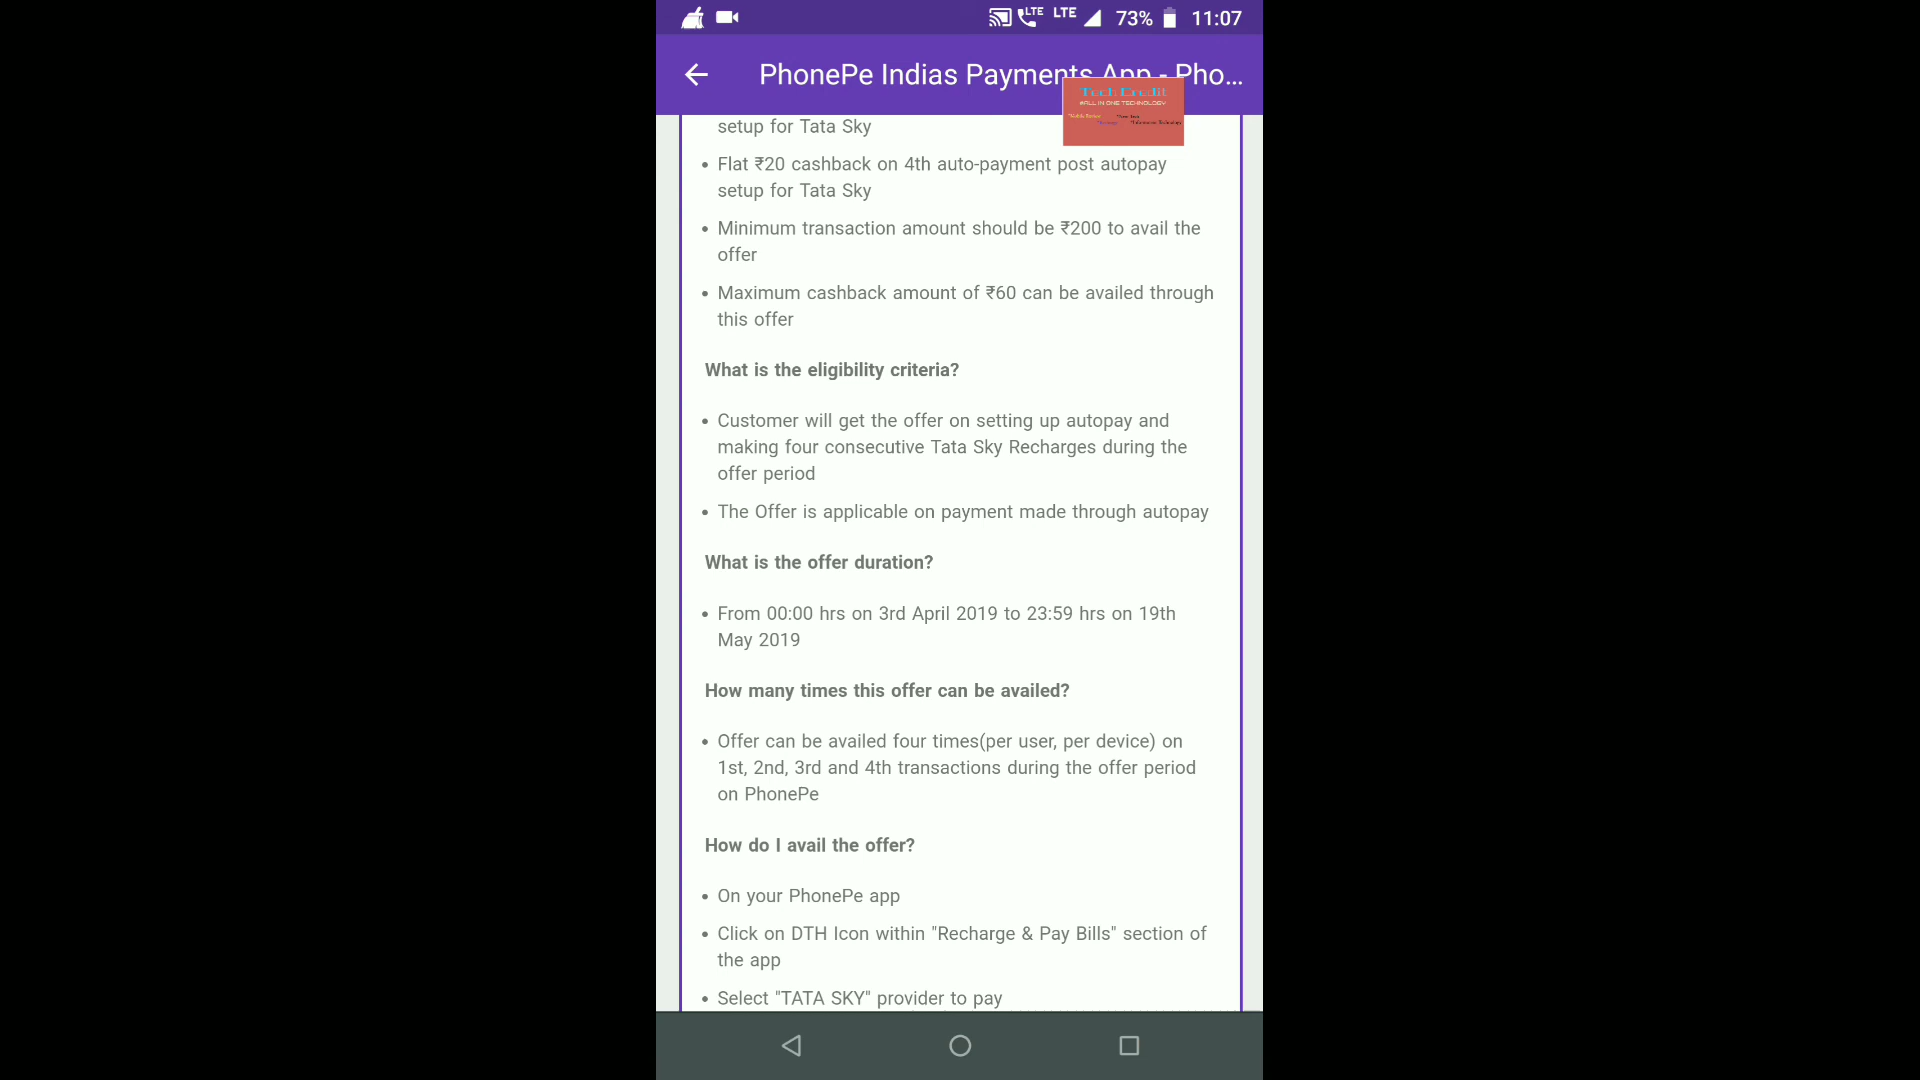 LTE LTE 73% 11:07
PhonePe Indias Payments App - Pho...
Tech Credit
#ALL IN ONE TECHNOLOGY
setup for Tata Sky
• Flat ₹20 cashback on 4th auto-payment post autopay
setup for Tata Sky
• Minimum transaction amount should be ₹200 to avail the
offer
• Maximum cashback amount of ₹60 can be availed through
this offer
What is the eligibility criteria?
• Customer will get the offer on setting up autopay and
making four consecutive Tata Sky Recharges during the
offer period
• The Offer is applicable on payment made through autopay
What is the offer duration?
• From 00:00 hrs on 3rd April 2019 to 23:59 hrs on 19th
May 2019
How many times this offer can be availed?
• Offer can be availed four times(per user, per device) on
1st, 2nd, 3rd and 4th transactions during the offer period
on PhonePe
How do I avail the offer?
• On your PhonePe app
• Click on DTH Icon within "Recharge & Pay Bills" section of
the app
• Select "TATA SKY" provider to pay